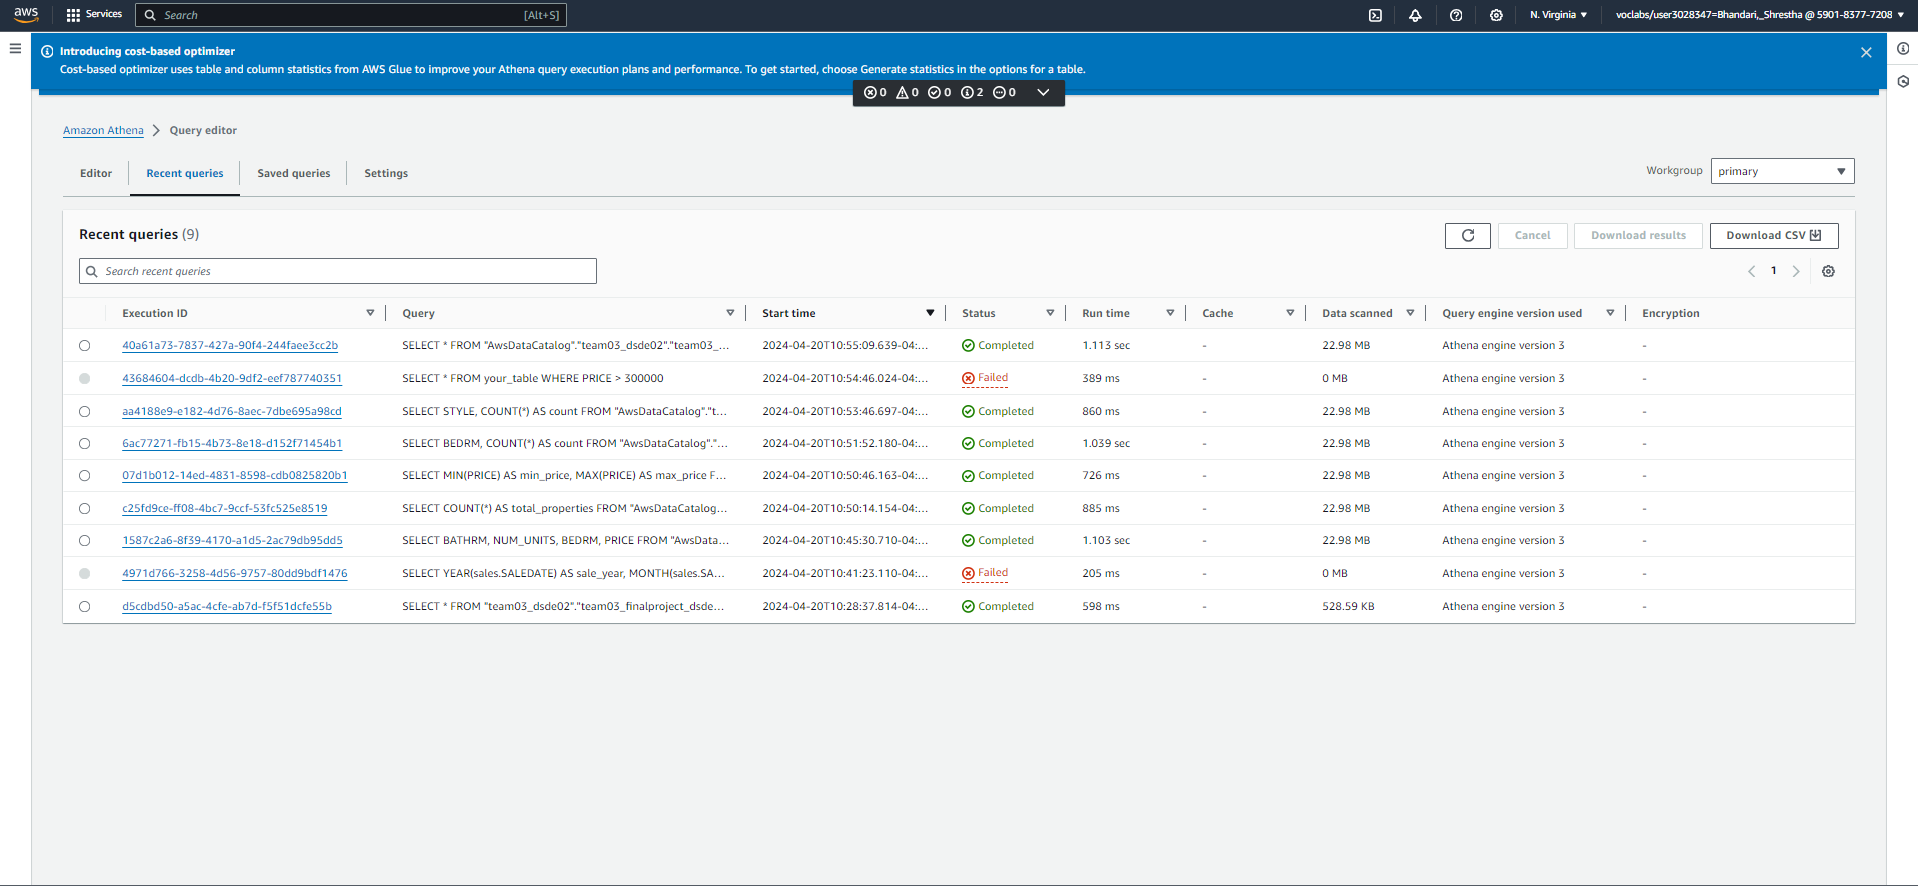 aws Services Search [Alt+S] N. Virginia voclabs/user3028347=Bhandari,_Shrestha @ 5901-8377-7208
Introducing cost-based optimizer
Cost-based optimizer uses table and column statistics from AWS Glue to improve your Athena query execution plans and performance. To get started, choose Generate statistics in the options for a table.
0 0 0 2 0
Amazon Athena Query editor
Editor Recent queries Saved queries Settings Workgroup primary
Recent queries (9) Cancel Download results Download CSV
Search recent queries 1
Execution ID Query Start time Status Run time Cache Data scanned Query engine version used Encryption
40a61a73-7837-427a-90f4-244faee3cc2b SELECT * FROM "AwsDataCatalog"."team03_dsde02"."team03_... 2024-04-20T10:55:09.639-04:... Completed 1.113 sec - 22.98 MB Athena engine version 3 -
43684604-dcdb-4b20-9df2-eef787740351 SELECT * FROM your_table WHERE PRICE > 300000 2024-04-20T10:54:46.024-04:... Failed 389 ms - 0 MB Athena engine version 3 -
aa4188e9-e182-4d76-8aec-7dbe695a98cd SELECT STYLE, COUNT(*) AS count FROM "AwsDataCatalog"."t... 2024-04-20T10:53:46.697-04:... Completed 860 ms - 22.98 MB Athena engine version 3 -
6ac77271-fb15-4b73-8e18-d152f71454b1 SELECT BEDRM, COUNT(*) AS count FROM "AwsDataCatalog"."... 2024-04-20T10:51:52.180-04:... Completed 1.039 sec - 22.98 MB Athena engine version 3 -
07d1b012-14ed-4831-8598-cdb0825820b1 SELECT MIN(PRICE) AS min_price, MAX(PRICE) AS max_price F... 2024-04-20T10:50:46.163-04:... Completed 726 ms - 22.98 MB Athena engine version 3 -
c25fd9ce-ff08-4bc7-9ccf-53fc525e8519 SELECT COUNT(*) AS total_properties FROM "AwsDataCatalog... 2024-04-20T10:50:14.154-04:... Completed 885 ms - 22.98 MB Athena engine version 3 -
1587c2a6-8f39-4170-a1d5-2ac79db95dd5 SELECT BATHRM, NUM_UNITS, BEDRM, PRICE FROM "AwsData... 2024-04-20T10:45:30.710-04:... Completed 1.103 sec - 22.98 MB Athena engine version 3 -
4971d766-3258-4d56-9757-80dd9bdf1476 SELECT YEAR(sales.SALEDATE) AS sale_year, MONTH(sales.SA... 2024-04-20T10:41:23.110-04:... Failed 205 ms - 0 MB Athena engine version 3 -
d5cdbd50-a5ac-4cfe-ab7d-f5f51dcfe55b SELECT * FROM "team03_dsde02"."team03_finalproject_dsde... 2024-04-20T10:28:37.814-04:... Completed 598 ms - 528.59 KB Athena engine version 3 -